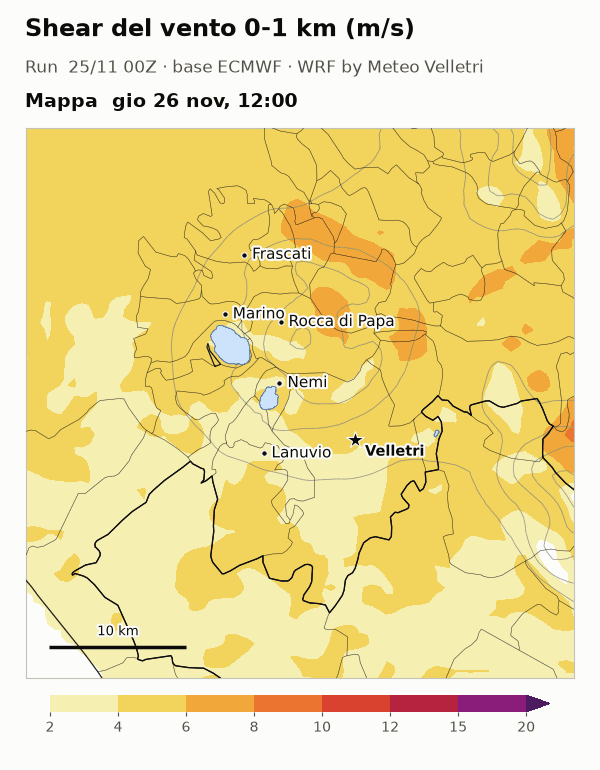 Shear del vento 0-1 km (m/s)
Run  25/11 00Z · base ECMWF · WRF by Meteo Velletri
Mappa  gio 26 nov, 12:00
Frascati
Marino
Rocca di Papa
Nemi
Velletri
Lanuvio
10 km
2 4 6 8 10 12 15 20